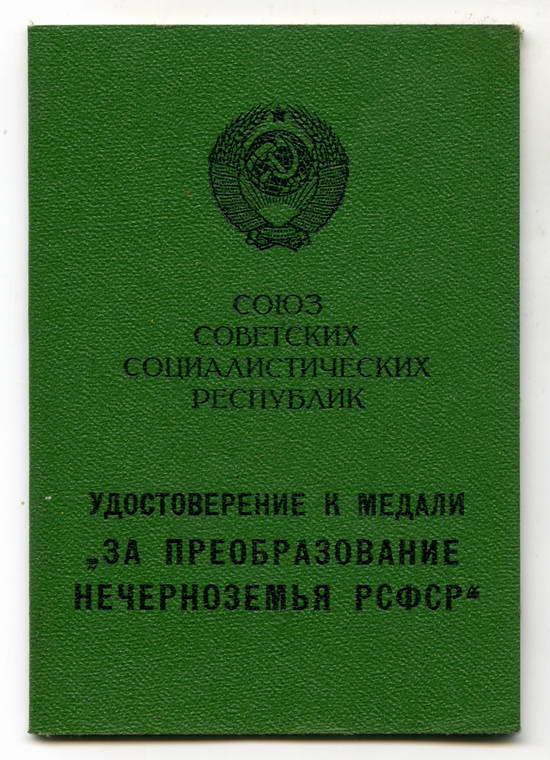 СОЮЗ
СОВЕТСКИХ
СОЦИАЛИСТИЧЕСКИХ
РЕСПУБЛИК
УДОСТОВЕРЕНИЕ К МЕДАЛИ
„ЗА ПРЕОБРАЗОВАНИЕ
НЕЧЕРНОЗЕМЬЯ РСФСР“